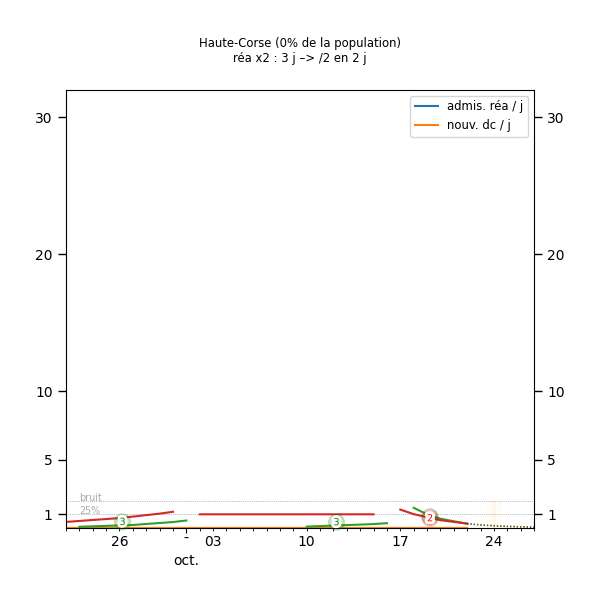 Haute-Corse (0% de la population)
réa x2 : 3 j –> /2 en 2 j
admis. réa / j
nouv. dc / j
30 30
20 20
10 10
5 5
bruit
25%
1 1
3 3 2
26 - 03 10 17 24
oct.